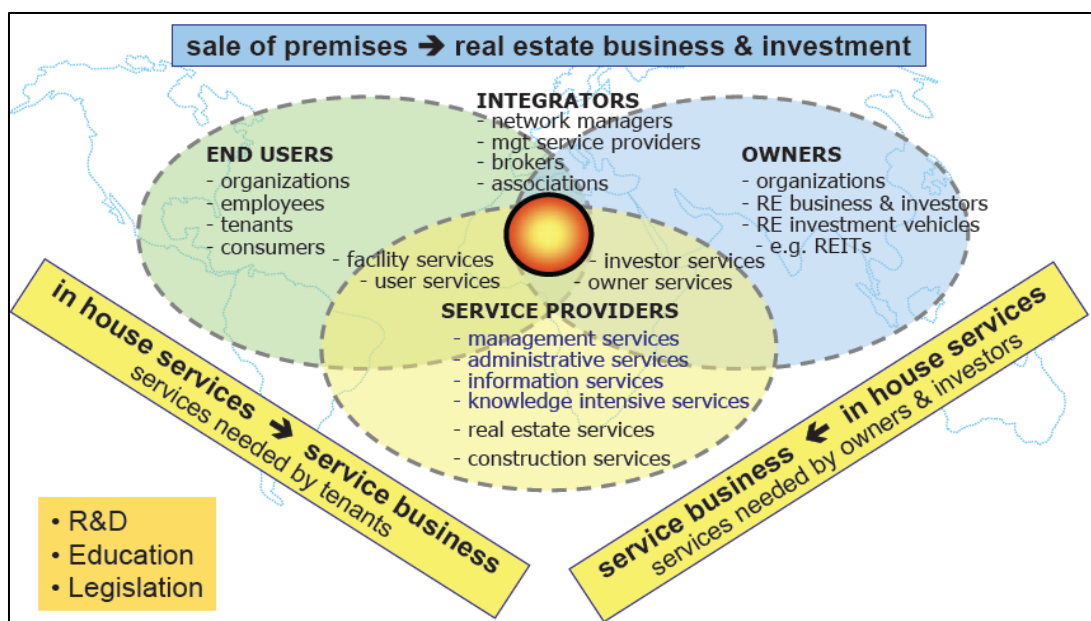 sale of premises ➔ real estate business & investment
INTEGRATORS
- network managers
- mgt service providers
- brokers
- associations
END USERS
- organizations
- employees
- tenants
- consumers
OWNERS
- organizations
- RE business & investors
- RE investment vehicles
- e.g. REITs
- facility services
- user services
- investor services
- owner services
SERVICE PROVIDERS
- management services
- administrative services
- information services
- knowledge intensive services
- real estate services
- construction services
in house services ➔ service business
services needed by tenants
service business ← in house services
services needed by owners & investors
• R&D
• Education
• Legislation